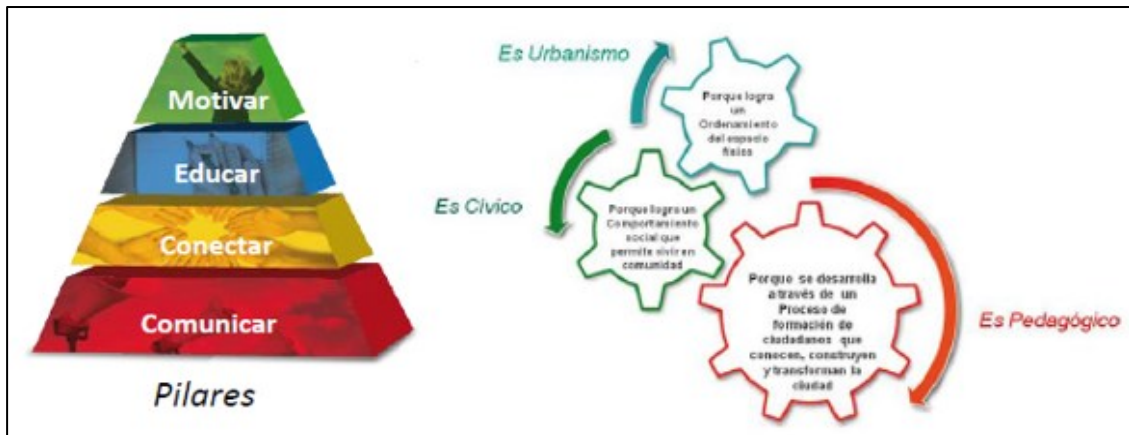 Motivar
Educar
Conectar
Comunicar
Pilares
Es Urbanismo
Porque logra
un
Ordenamiento
del espacio
físico
Es Cívico
Porque logra un
Comportamiento
social que
permite vivir en
comunidad
Porque se desarrolla
a través de un
Proceso de
formación de
ciudadanos que
conocen, construyen
y transforman la
ciudad
Es Pedagógico